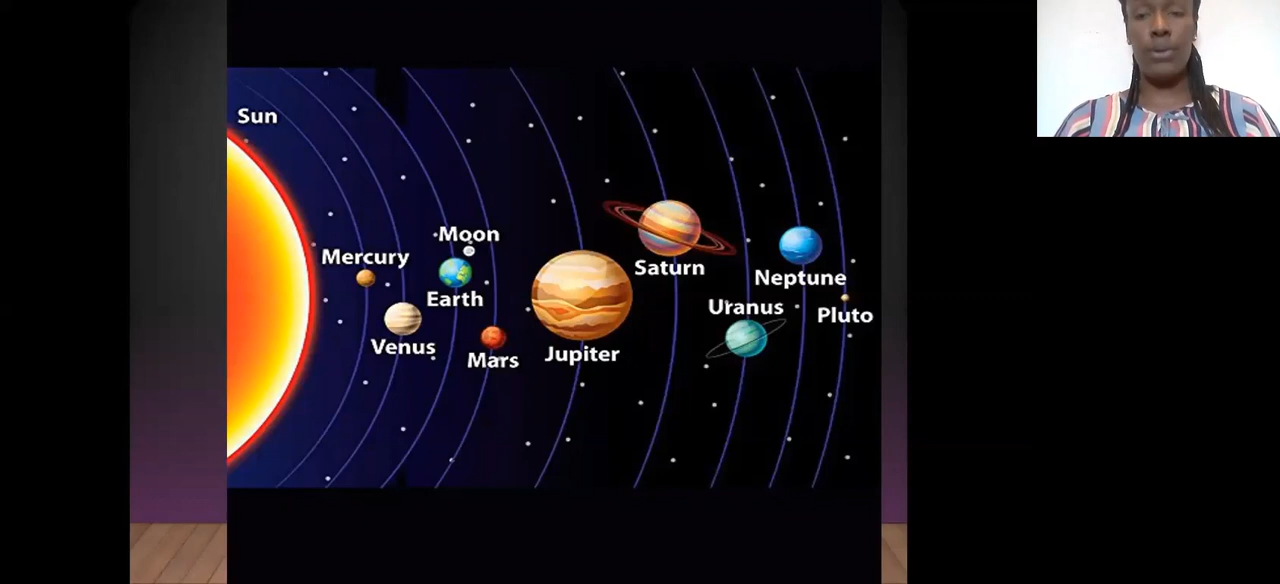 Sun
Moon
Mercury
Earth
Venus
Mars
Jupiter
Saturn
Uranus
Neptune
Pluto